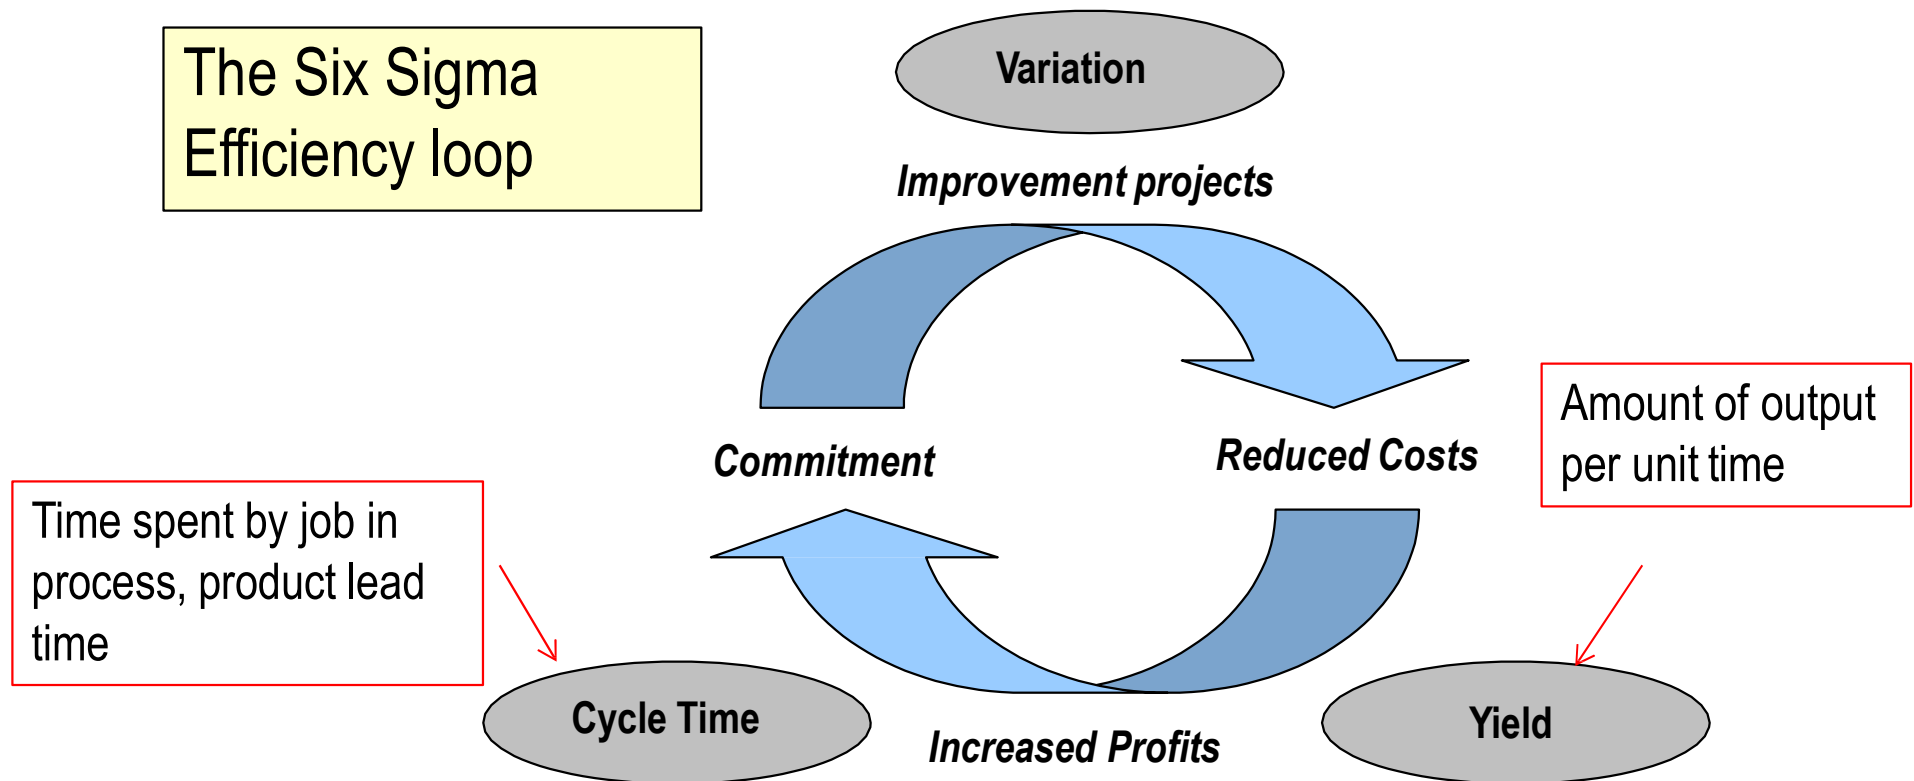 The Six Sigma
Efficiency loop
Variation
Improvement projects
Commitment
Reduced Costs
Amount of output
per unit time
Time spent by job in
process, product lead
time
Cycle Time
Increased Profits
Yield